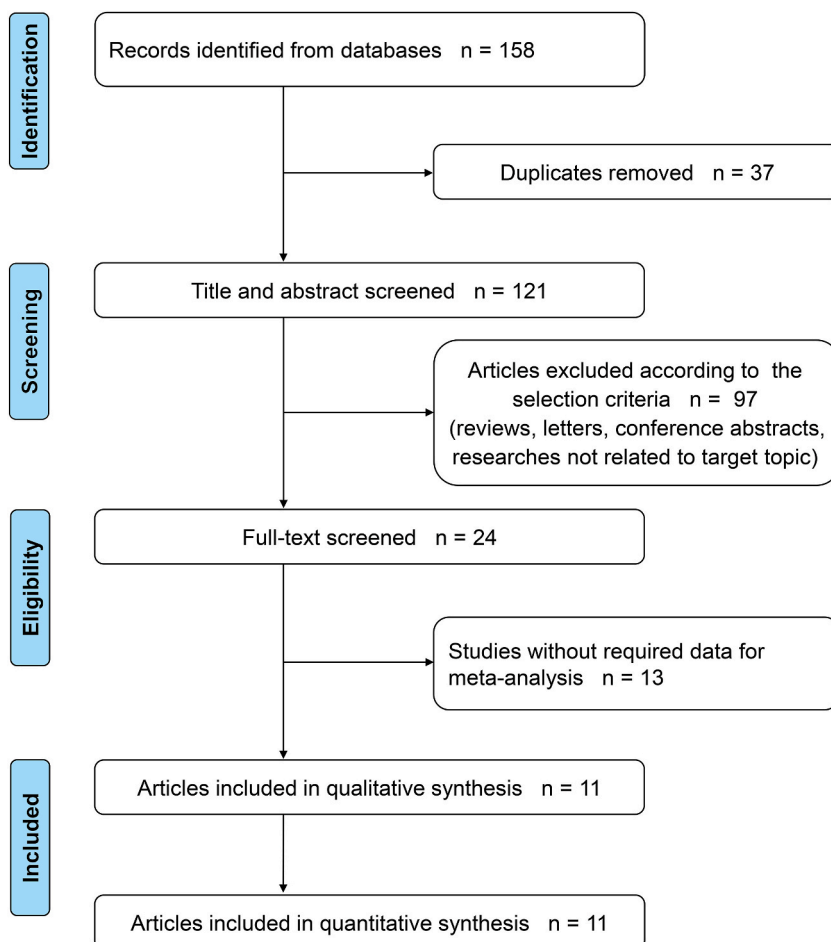 Identification
Records identified from databases n = 158
Duplicates removed n = 37
Screening
Title and abstract screened n = 121
Articles excluded according to the
selection criteria n = 97
(reviews, letters, conference abstracts,
researches not related to target topic)
Eligibility
Full-text screened n = 24
Studies without required data for
meta-analysis n = 13
Included
Articles included in qualitative synthesis n = 11
Articles included in quantitative synthesis n = 11